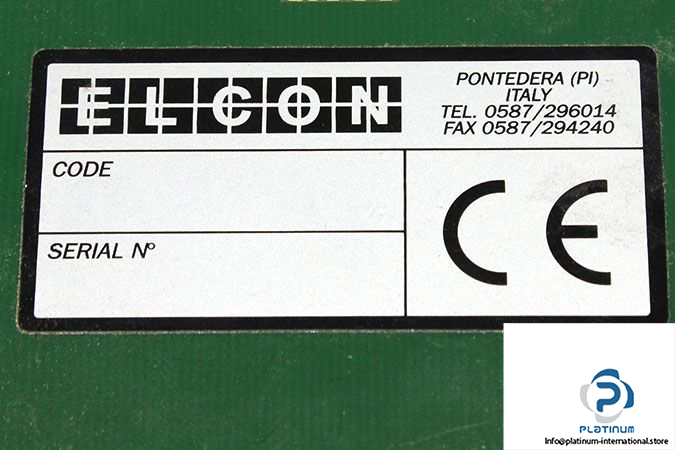 ELCON
PONTEDERA (PI)
ITALY
TEL. 0587/296014
FAX 0587/294240
CODE
SERIAL N°
CE
PLATINUM
Info@platinum-international.store